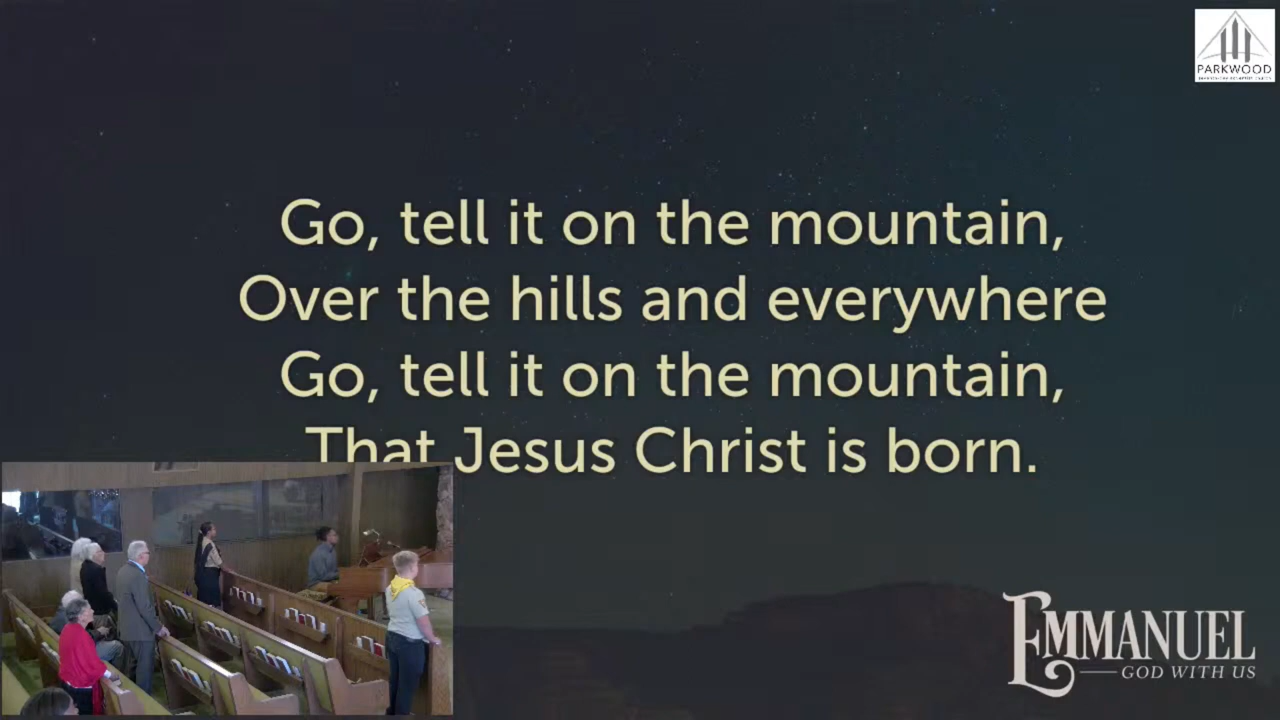 PARKWOOD
Go, tell it on the mountain,
Over the hills and everywhere
Go, tell it on the mountain,
That Jesus Christ is born.
EMMANUEL
GOD WITH US